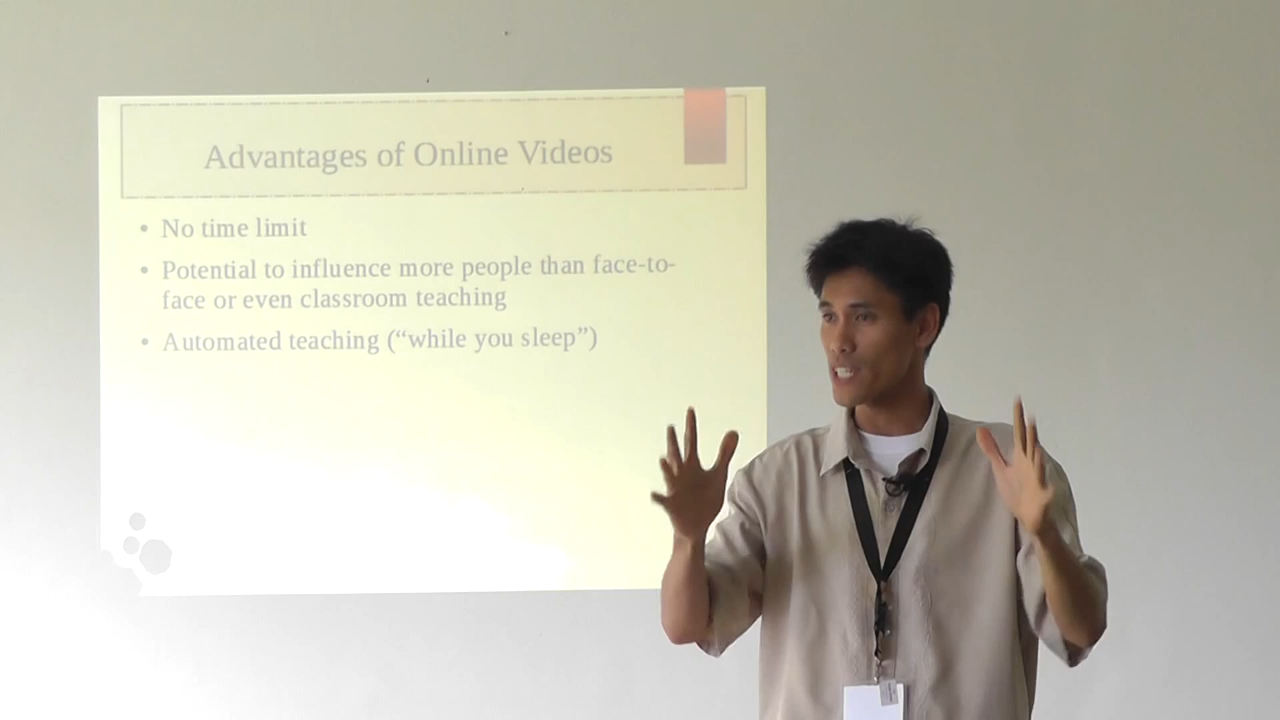 Advantages of Online Videos
• No time limit
• Potential to influence more people than face-to-
face or even classroom teaching
• Automated teaching (“while you sleep”)